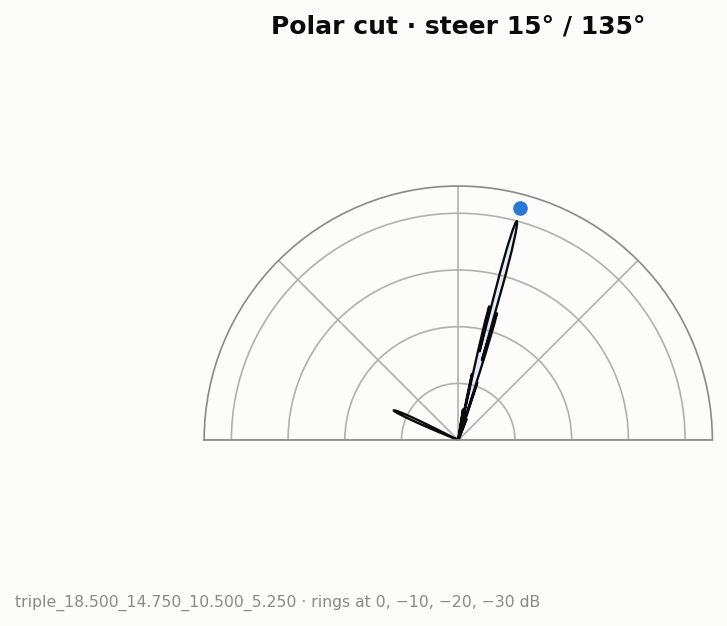 Polar cut · steer 15° / 135°
triple_18.500_14.750_10.500_5.250 · rings at 0, −10, −20, −30 dB